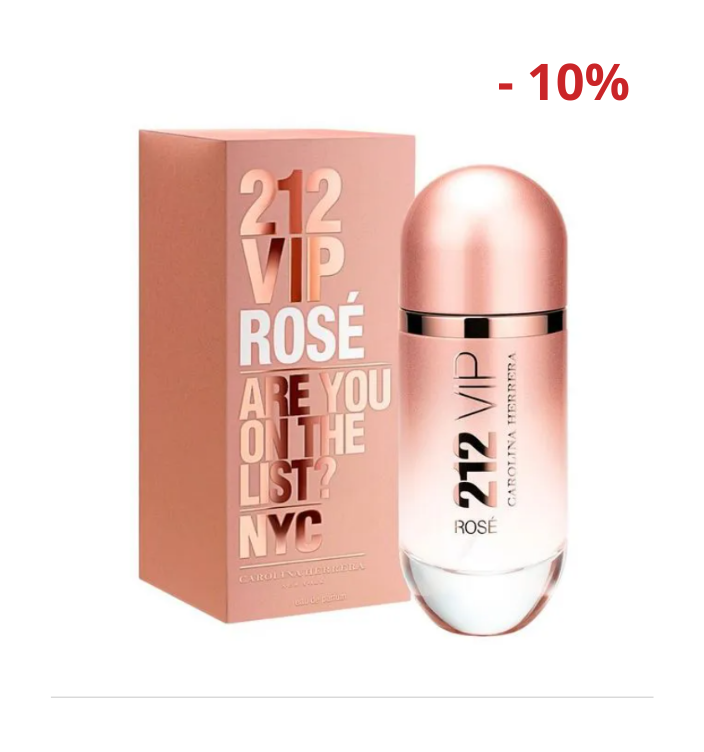 - 10%
212
VIP
ROSÉ
ARE YOU
ON THE
LIST?
NYC
CAROLINA HERRERA
212 VIP
ROSÉ
CAROLINA HERRERA